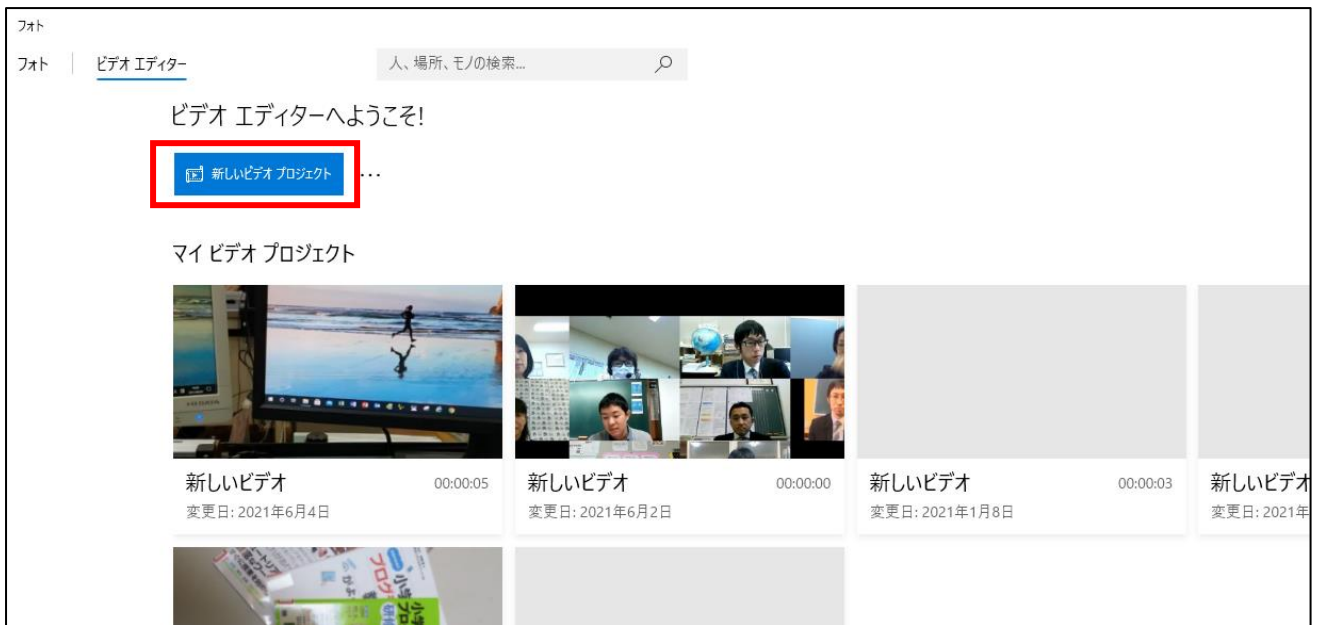 フォト
フォト ビデオ エディター 人、場所、モノの検索...
ビデオ エディターへようこそ!
新しいビデオ プロジェクト ...
マイ ビデオ プロジェクト
新しいビデオ 00:00:05 新しいビデオ 00:00:00 新しいビデオ 00:00:03 新しいビデオ
変更日: 2021年6月4日 変更日: 2021年6月2日 変更日: 2021年1月8日 変更日: 2021年